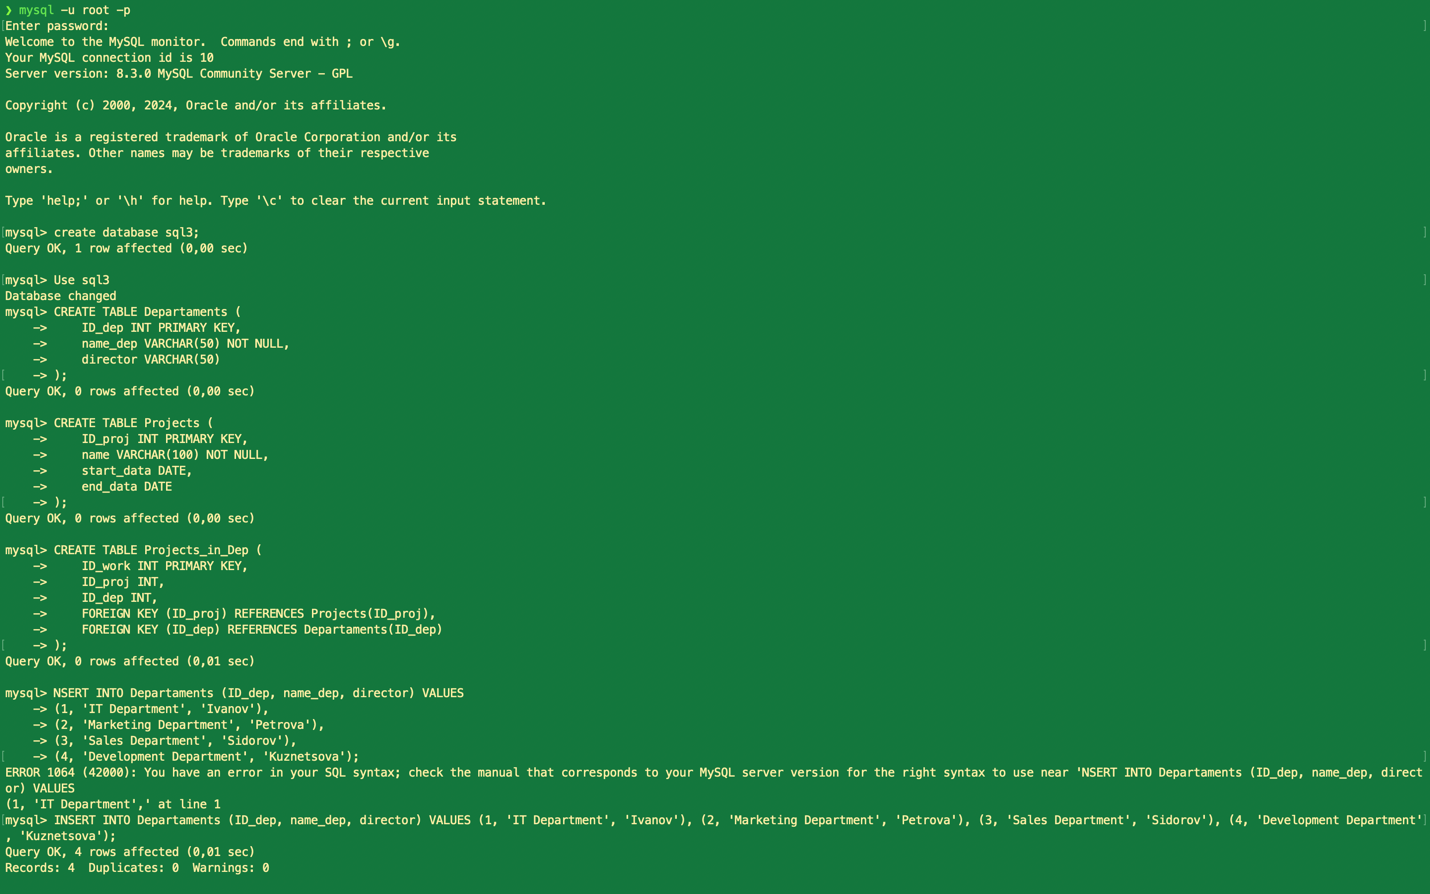 ❯ mysql -u root -p
Enter password:
Welcome to the MySQL monitor.  Commands end with ; or \g.
Your MySQL connection id is 10
Server version: 8.3.0 MySQL Community Server - GPL

Copyright (c) 2000, 2024, Oracle and/or its affiliates.

Oracle is a registered trademark of Oracle Corporation and/or its
affiliates. Other names may be trademarks of their respective
owners.

Type 'help;' or '\h' for help. Type '\c' to clear the current input statement.

mysql> create database sql3;
Query OK, 1 row affected (0,00 sec)

mysql> Use sql3
Database changed
mysql> CREATE TABLE Departaments (
    ->     ID_dep INT PRIMARY KEY,
    ->     name_dep VARCHAR(50) NOT NULL,
    ->     director VARCHAR(50)
    -> );
Query OK, 0 rows affected (0,00 sec)

mysql> CREATE TABLE Projects (
    ->     ID_proj INT PRIMARY KEY,
    ->     name VARCHAR(100) NOT NULL,
    ->     start_data DATE,
    ->     end_data DATE
    -> );
Query OK, 0 rows affected (0,00 sec)

mysql> CREATE TABLE Projects_in_Dep (
    ->     ID_work INT PRIMARY KEY,
    ->     ID_proj INT,
    ->     ID_dep INT,
    ->     FOREIGN KEY (ID_proj) REFERENCES Projects(ID_proj),
    ->     FOREIGN KEY (ID_dep) REFERENCES Departaments(ID_dep)
    -> );
Query OK, 0 rows affected (0,01 sec)

mysql> NSERT INTO Departaments (ID_dep, name_dep, director) VALUES
    -> (1, 'IT Department', 'Ivanov'),
    -> (2, 'Marketing Department', 'Petrova'),
    -> (3, 'Sales Department', 'Sidorov'),
    -> (4, 'Development Department', 'Kuznetsova');
ERROR 1064 (42000): You have an error in your SQL syntax; check the manual that corresponds to your MySQL server version for the right syntax to use near 'NSERT INTO Departaments (ID_dep, name_dep, direct
or) VALUES
(1, 'IT Department',' at line 1
mysql> INSERT INTO Departaments (ID_dep, name_dep, director) VALUES (1, 'IT Department', 'Ivanov'), (2, 'Marketing Department', 'Petrova'), (3, 'Sales Department', 'Sidorov'), (4, 'Development Department'
, 'Kuznetsova');
Query OK, 4 rows affected (0,01 sec)
Records: 4  Duplicates: 0  Warnings: 0